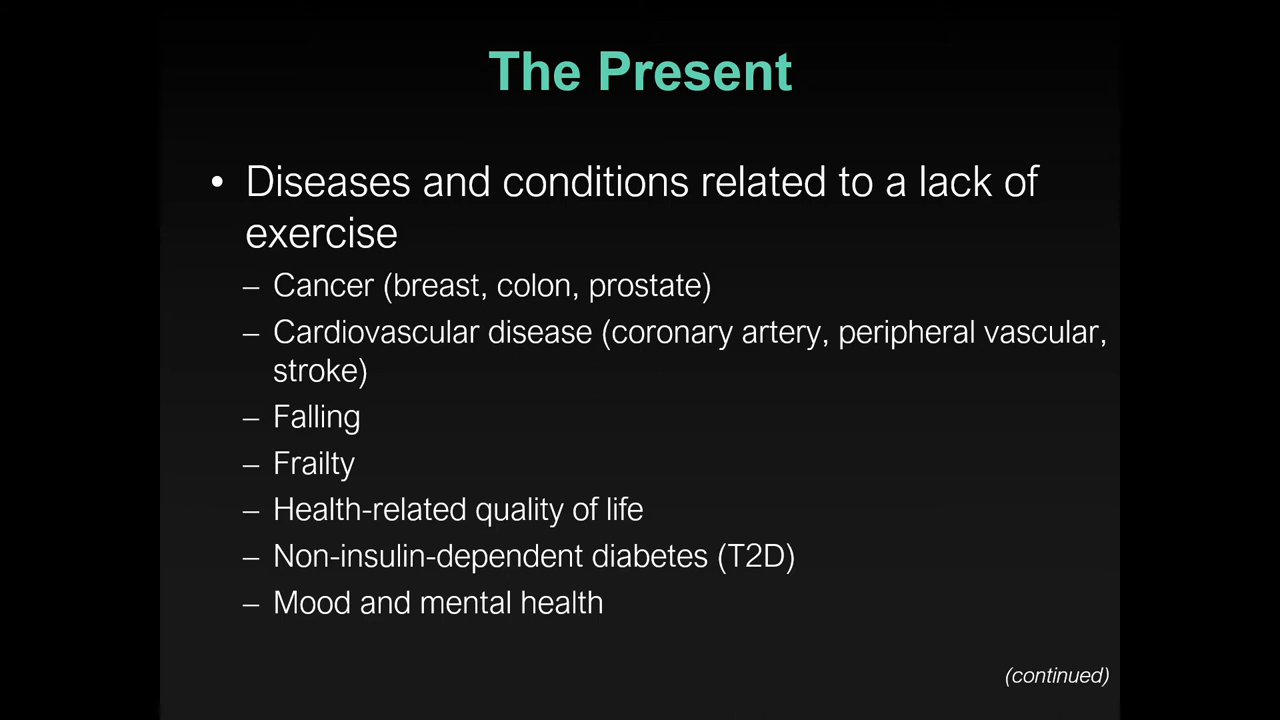 The Present
• Diseases and conditions related to a lack of
exercise
– Cancer (breast, colon, prostate)
– Cardiovascular disease (coronary artery, peripheral vascular,
stroke)
– Falling
– Frailty
– Health-related quality of life
– Non-insulin-dependent diabetes (T2D)
– Mood and mental health
(continued)